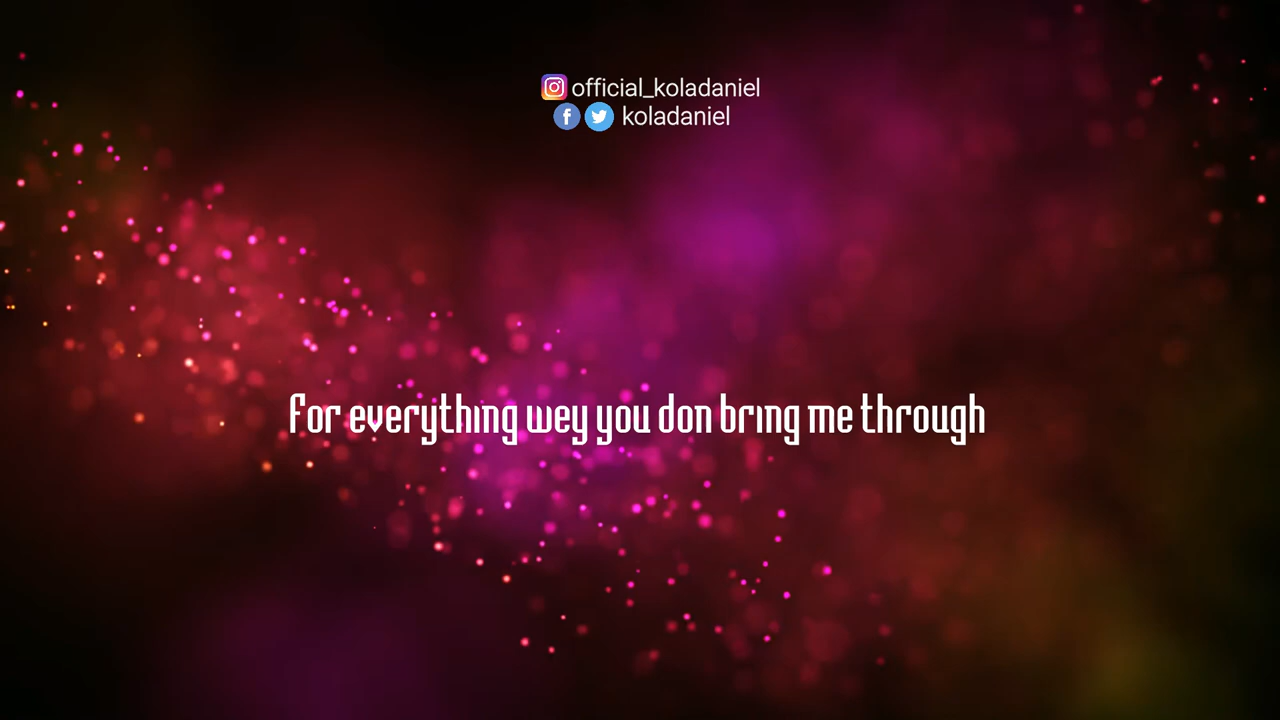 official_koladaniel
koladaniel
For everything wey you don bring me through